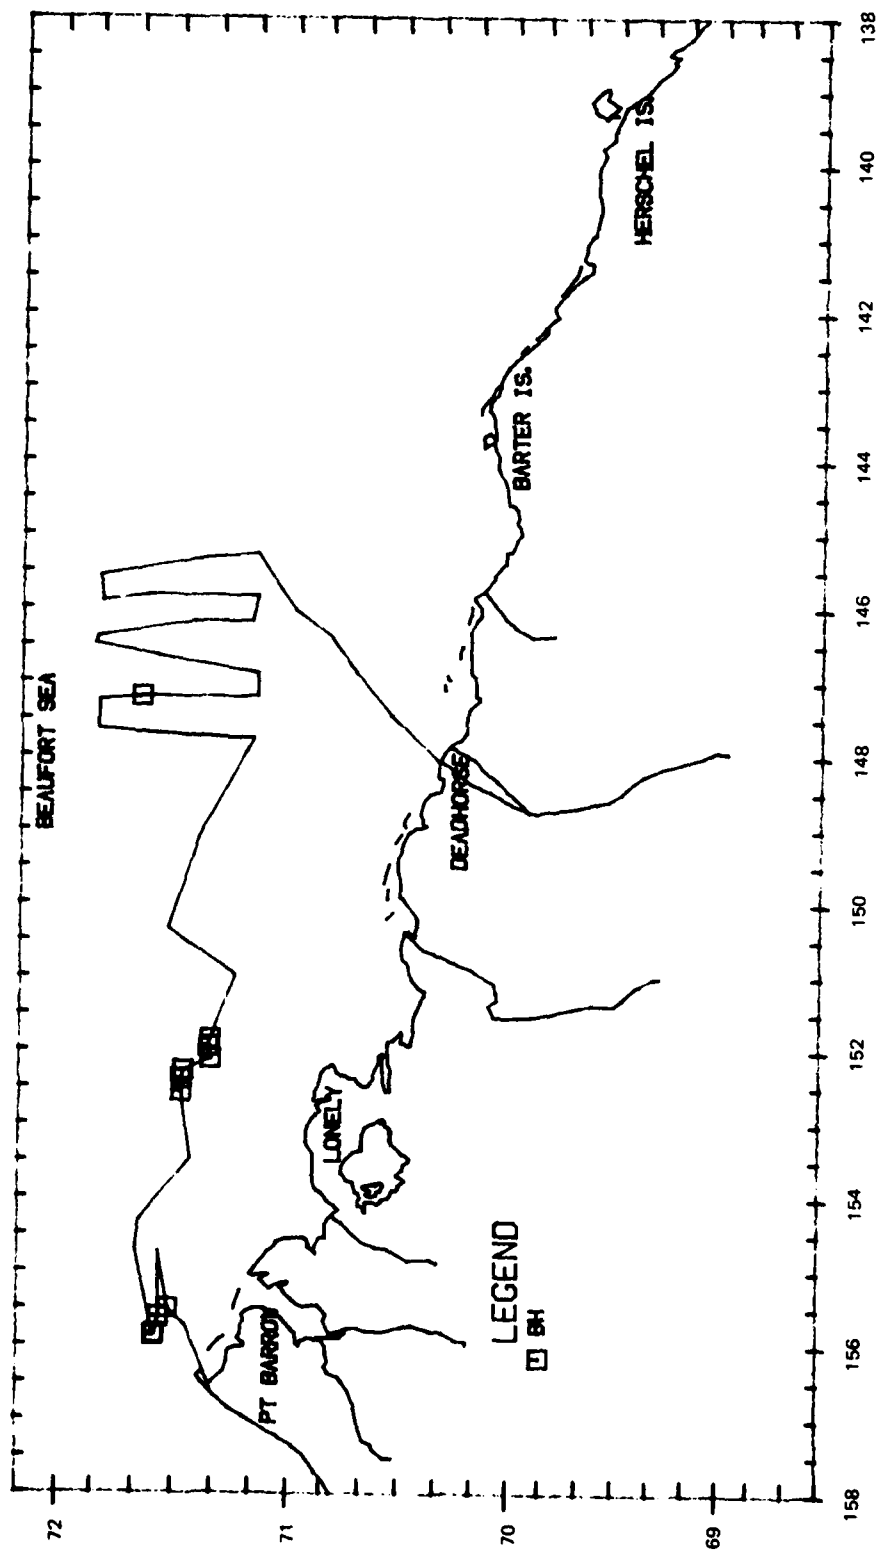 BEAUFORT SEA
PT BARROW
LONELY
DEADHORSE
BARTER IS.
HERSCHEL IS.
LEGEND
BH
72
71
70
69
158
156
154
152
150
148
146
144
142
140
138